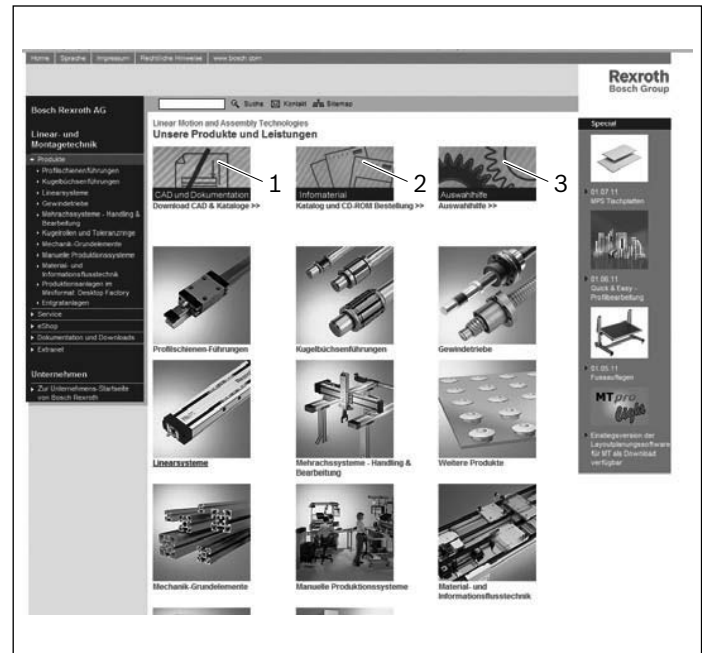 Home Sprache Impressum Rechtliche Hinweise www.bosch.com
Rexroth
Bosch Group
Suche Kontakt Sitemap
Bosch Rexroth AG
Linear- und
Montagetechnik
Produkte
Profilschienenführungen
Kugelbüchsenführungen
Linearsysteme
Gewindetriebe
Mehrachssysteme - Handling &
Bearbeitung
Kugelrollen und Toleranzringe
Mechanik-Grundelemente
Manuelle Produktionssysteme
Material- und
Informationsflusstechnik
Produktionsanlagen im
Miniformat: Desktop Factory
Entgratanlagen
Service
eShop
Dokumentation und Downloads
Extranet
Unternehmen
Zur Unternehmens-Startseite
von Bosch Rexroth
Linear Motion and Assembly Technologies
Unsere Produkte und Leistungen
1
2
3
CAD und Dokumentation
Infomaterial
Auswahlhilfe
Download CAD & Kataloge >>
Katalog und CD-ROM Bestellung >>
Auswahlhilfe >>
Profilschienen-Führungen
Kugelbüchsenführungen
Gewindetriebe
Linearsysteme
Mehrachssysteme - Handling &
Bearbeitung
Weitere Produkte
Mechanik-Grundelemente
Manuelle Produktionssysteme
Material- und
Informationsflusstechnik
Special
01.07.11
MPS Tischplatten
01.06.11
Quick & Easy -
Profilbearbeitung
01.05.11
Fussauflagen
MTpro
light
Einstiegsversion der
Layoutplanungssoftware
für MT als Download
verfügbar